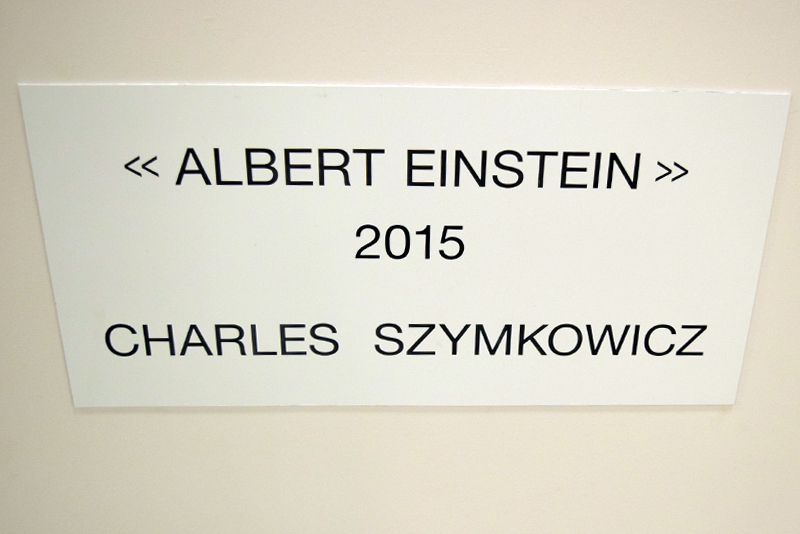 << ALBERT EINSTEIN >>
2015
CHARLES SZYMKOWICZ